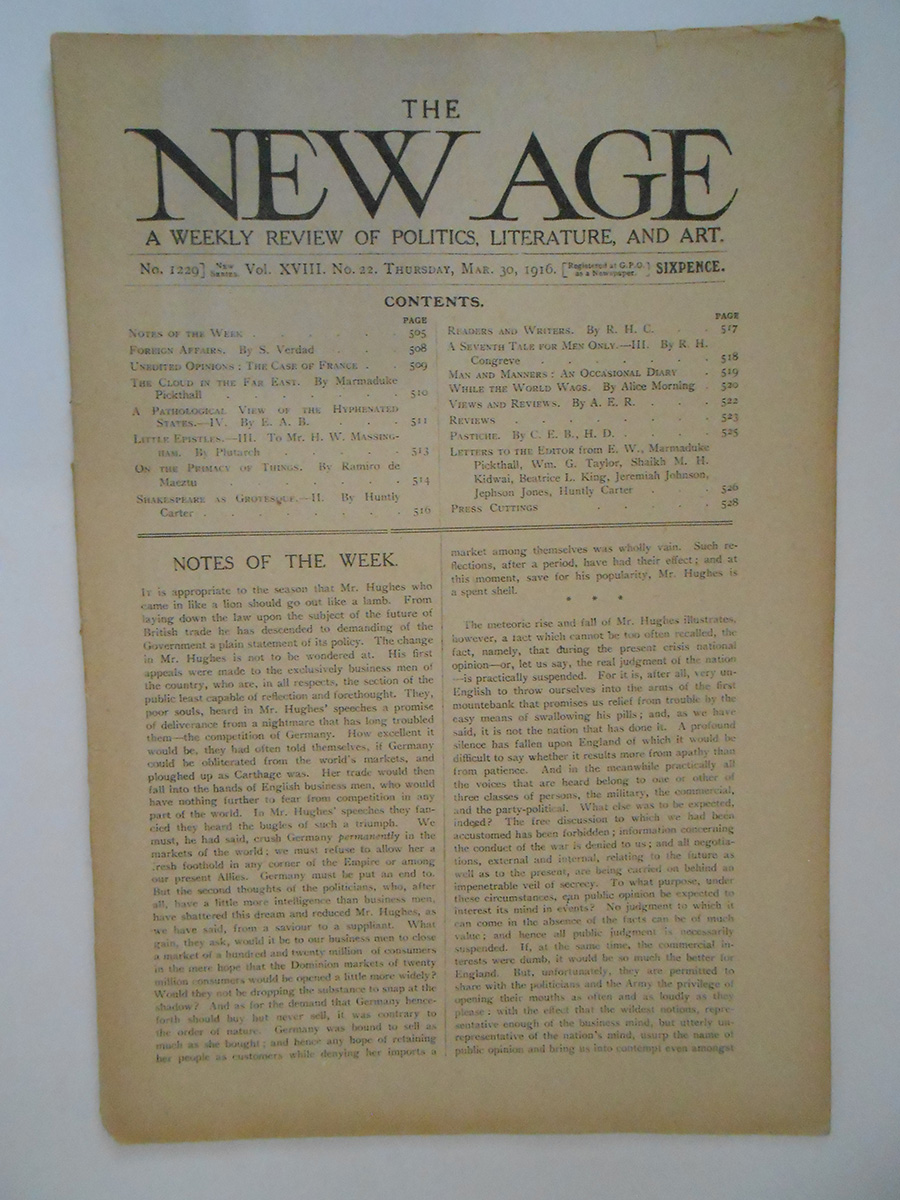 THE
NEW AGE
A WEEKLY REVIEW OF POLITICS, LITERATURE, AND ART.
No. 1229] New Series. Vol. XVIII. No. 22. Thursday, Mar. 30, 1916. [Registered at G.P.O. as a Newspaper.] SIXPENCE.
CONTENTS.
PAGE
Notes of the Week . . . . . 505
Foreign Affairs. By S. Verdad . . . 508
Unedited Opinions: The Case of France . . 509
The Cloud in the Far East. By Marmaduke
Pickthall . . . . . . . 510
A Pathological View of the Hyphenated
States.—IV. By E. A. B. . . . 511
Little Epistles.—III. To Mr. H. W. Massing-
ham. By Plutarch . . . . . 513
On the Primacy of Things. By Ramiro de
Maeztu . . . . . . . 514
Shakespeare as Grotesque.—II. By Huntly
Carter . . . . . . . . 516
PAGE
Readers and Writers. By R. H. C. . . 517
A Seventh Tale for Men Only.—III. By R. H.
Congreve . . . . . . . 518
Man and Manners: An Occasional Diary . 519
While the World Wags. By Alice Morning . 520
Views and Reviews. By A. E. R. . . . 522
Reviews . . . . . . . 523
Pastiche. By C. E. B., H. D. . . . . 525
Letters to the Editor from E. W., Marmaduke
Pickthall, Wm. G. Taylor, Shaikh M. H.
Kidwai, Beatrice L. King, Jeremiah Johnson,
Jephson Jones, Huntly Carter . . . 526
Press Cuttings . . . . . 528
NOTES OF THE WEEK.
It is appropriate to the season that Mr. Hughes who
came in like a lion should go out like a lamb. From
laying down the law upon the subject of the future of
British trade he has descended to demanding of the
Government a plain statement of its policy. The change
in Mr. Hughes is not to be wondered at. His first
appeals were made to the exclusively business men of
the country, who are, in all respects, the section of the
public least capable of reflection and forethought. They,
poor souls, heard in Mr. Hughes' speeches a promise
of deliverance from a nightmare that has long troubled
them—the competition of Germany. How excellent it
would be, they had often told themselves, if Germany
could be obliterated from the world's markets, and
ploughed up as Carthage was. Her trade would then
fall into the hands of English business men, who would
have nothing further to fear from competition in any
part of the world. In Mr. Hughes' speeches they fan-
cied they heard the bugles of such a triumph. We
must, he had said, crush Germany permanently in the
markets of the world; we must refuse to allow her a
fresh foothold in any corner of the Empire or among
our present Allies. Germany must be put an end to.
But the second thoughts of the politicians, who, after
all, have a little more intelligence than business men,
have shattered this dream and reduced Mr. Hughes, as
we have said, from a saviour to a suppliant. What
gain, they ask, would it be to our business men to close
a market of a hundred and twenty million of consumers
in the mere hope that the Dominion markets of twenty
million consumers would be opened a little more widely?
Would they not be dropping the substance to snap at the
shadow? And as for the demand that Germany hence-
forth should buy but never sell, it was contrary to
the order of nature. Germany was bound to sell as
much as she bought; and hence any hope of retaining
her people as customers while denying her imports a
market among themselves was wholly vain. Such re-
flections, after a period, have had their effect; and at
this moment, save for his popularity, Mr. Hughes is
a spent shell.
* * *
The meteoric rise and fall of Mr. Hughes illustrates,
however, a fact which cannot be too often recalled, the
fact, namely, that during the present crisis national
opinion—or, let us say, the real judgment of the nation
—is practically suspended. For it is, after all, very un-
English to throw ourselves into the arms of the first
mountebank that promises us relief from trouble by the
easy means of swallowing his pills; and, as we have
said, it is not the nation that has done it. A profound
silence has fallen upon England of which it would be
difficult to say whether it results more from apathy than
from patience. And in the meanwhile practically all
the voices that are heard belong to one or other of
three classes of persons, the military, the commercial,
and the party-political. What else was to be expected,
indeed? The free discussion to which we had been
accustomed has been forbidden; information concerning
the conduct of the war is denied to us; and all negotia-
tions, external and internal, relating to the future as
well as to the present, are being carried on behind an
impenetrable veil of secrecy. To what purpose, under
these circumstances, can public opinion be expected to
interest its mind in events? No judgment to which it
can come in the absence of the facts can be of much
value; and hence all public judgment is necessarily
suspended. If, at the same time, the commercial in-
terests were dumb, it would be so much the better for
England. But, unfortunately, they are permitted to
share with the politicians and the Army the privilege of
opening their mouths as often and as loudly as they
please: with the effect that the wildest notions, repre-
sentative enough of the business mind, but utterly un-
representative of the nation's mind, usurp the name of
public opinion and bring us into contempt even amongst